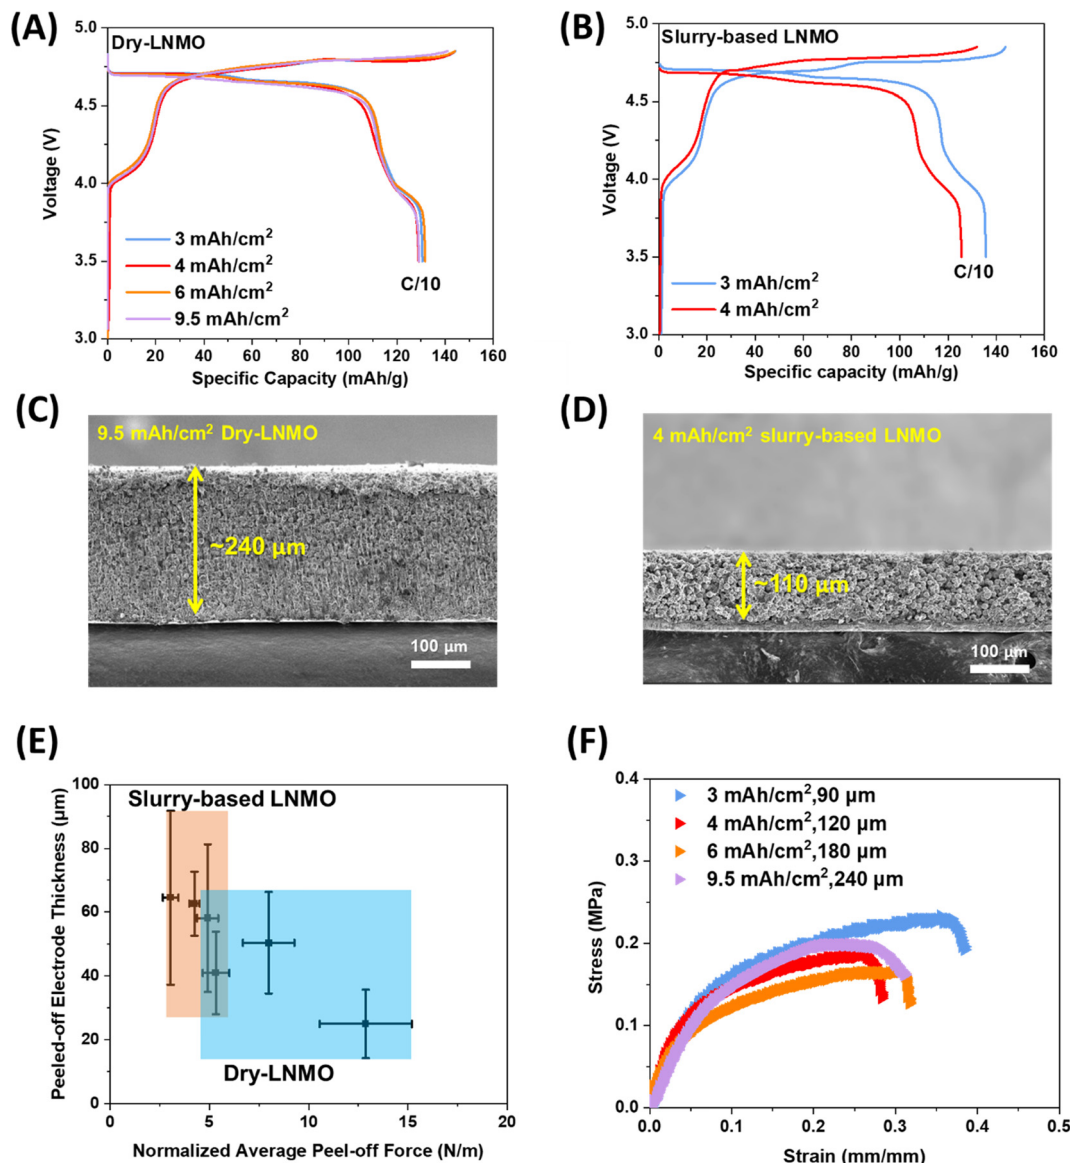 (A)
Dry-LNMO
5.0
4.5
4.0
3.5
3.0
Voltage (V)
3 mAh/cm²
4 mAh/cm²
6 mAh/cm²
9.5 mAh/cm²
C/10
0 20 40 60 80 100 120 140 160
Specific Capacity (mAh/g)
(B)
Slurry-based LNMO
5.0
4.5
4.0
3.5
3.0
Voltage (V)
3 mAh/cm²
4 mAh/cm²
C/10
0 20 40 60 80 100 120 140 160
Specific capacity (mAh/g)
(C)
9.5 mAh/cm² Dry-LNMO
~240 µm
100 µm
(D)
4 mAh/cm² slurry-based LNMO
~110 µm
100 µm
(E)
100
80
60
40
20
0
Peeled-off Electrode Thickness (µm)
Slurry-based LNMO
Dry-LNMO
0 5 10 15 20
Normalized Average Peel-off Force (N/m)
(F)
0.4
0.3
0.2
0.1
0.0
Stress (MPa)
3 mAh/cm²,90 µm
4 mAh/cm²,120 µm
6 mAh/cm²,180 µm
9.5 mAh/cm²,240 µm
0.0 0.1 0.2 0.3 0.4 0.5
Strain (mm/mm)